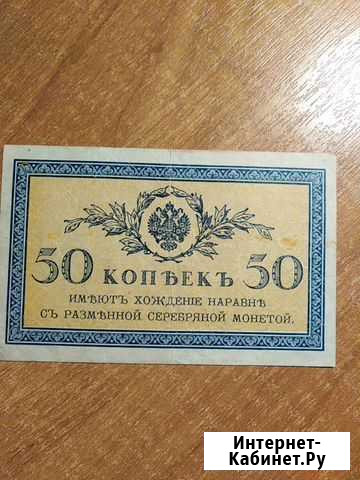 50 КОПѢЕКЪ 50
ИМѢЮТЪ ХОЖДЕНІЕ НАРАВНѢ
СЪ РАЗМѢННОЙ СЕРЕБРЯНОЙ МОНЕТОЙ.
Интернет-
Кабинет.Ру